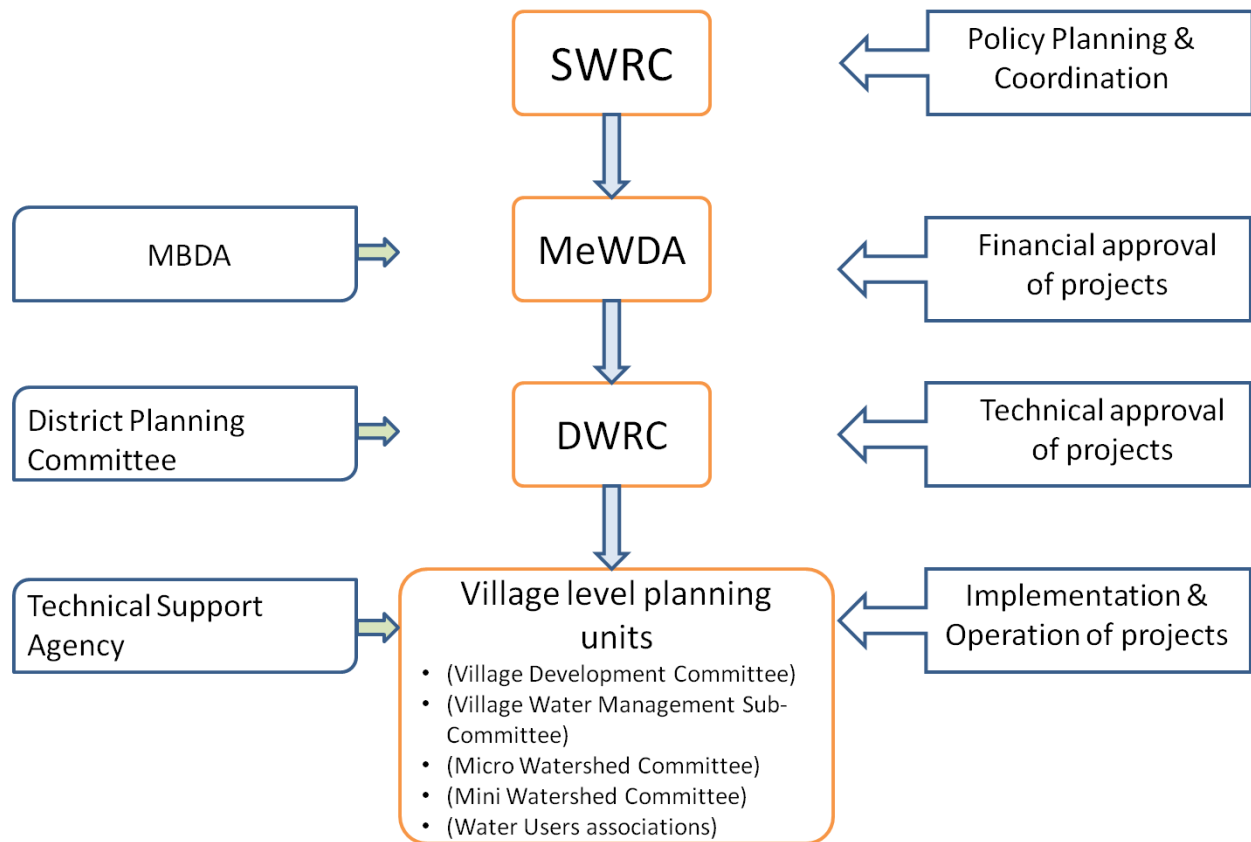 SWRC
Policy Planning &
Coordination
MBDA
MeWDA
Financial approval
of projects
District Planning
Committee
DWRC
Technical approval
of projects
Technical Support
Agency
Village level planning
units
• (Village Development Committee)
• (Village Water Management Sub-
Committee)
• (Micro Watershed Committee)
• (Mini Watershed Committee)
• (Water Users associations)
Implementation &
Operation of projects